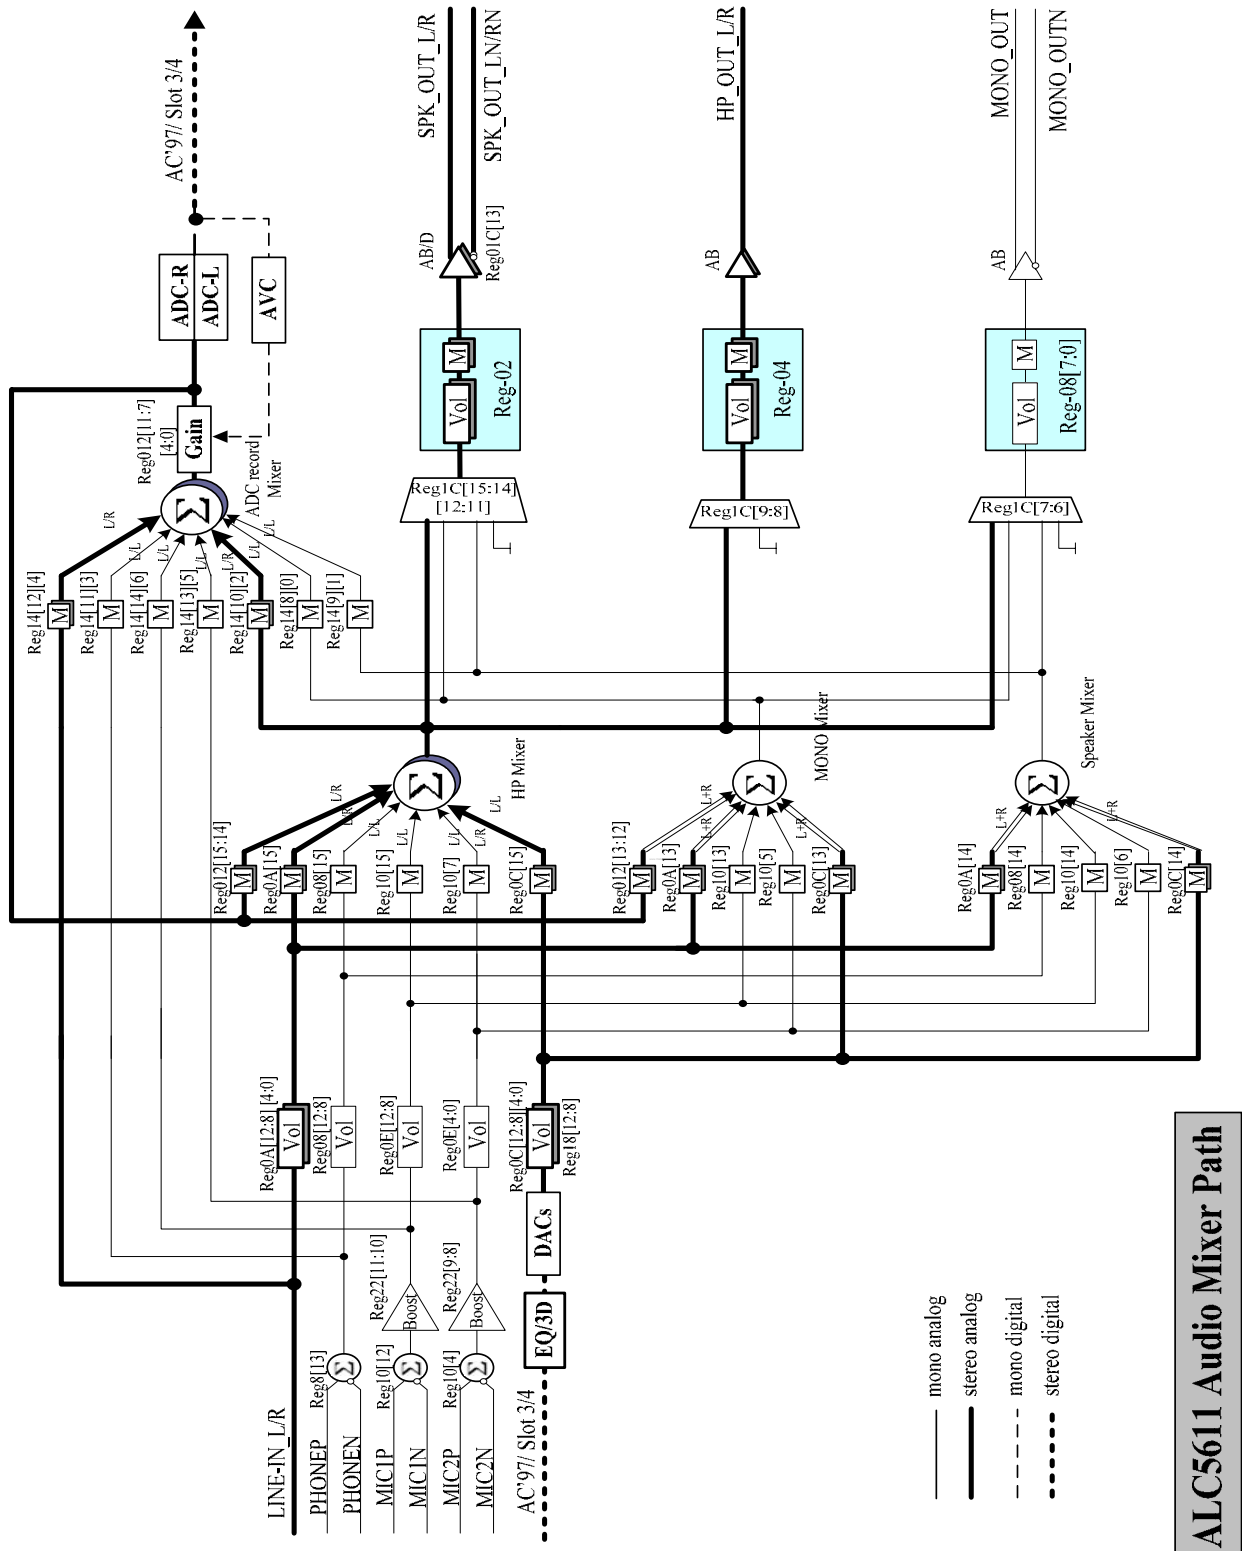 AC'97/ Slot 3/4
ADC-R
ADC-L
AVC
Reg012[11:7]
[4:0]
Gain
ADC record
Mixer
Σ
L/R
L/L
L/L
L/L
L/R
L/L
L/L
Reg14[12][4]
M
Reg14[11][3]
M
Reg14[14][6]
M
Reg14[13][5]
M
Reg14[10][2]
M
Reg14[8][0]
M
Reg14[9][1]
M
SPK_OUT_L/R
SPK_OUT_LN/RN
AB/D
Reg01C[13]
Vol
M
Reg-02
Reg1C[15:14]
[12:11]
HP_OUT_L/R
AB
Vol
M
Reg-04
Reg1C[9:8]
MONO_OUT
MONO_OUTN
AB
Vol
M
Reg-08[7:0]
Reg1C[7:6]
Σ
HP Mixer
L/R
L/R
L/L
L/L
L/L
L/R
L/L
Reg012[15:14]
M
Reg0A[15]
M
Reg08[15]
M
Reg10[15]
M
Reg10[7]
M
Reg0C[15]
M
Σ
MONO Mixer
L+R
L+R
L+R
Reg012[13:12]
M
Reg0A[13]
M
Reg10[13]
M
Reg10[5]
M
Reg0C[13]
M
Σ
Speaker Mixer
L+R
L+R
Reg0A[14]
M
Reg08[14]
M
Reg10[14]
M
Reg10[6]
M
Reg0C[14]
M
Reg0A[12:8] [4:0]
Vol
Reg08[12:8]
Vol
Reg0E[12:8]
Vol
Reg0E[4:0]
Vol
Reg0C[12:8][4:0]
Vol
Reg18[12:8]
DACs
EQ/3D
Reg22[11:10]
Boost
Reg22[9:8]
Boost
Reg8[13]
Σ
Reg10[12]
Σ
Reg10[4]
Σ
LINE-IN_L/R
PHONEP
PHONEN
MIC1P
MIC1N
MIC2P
MIC2N
AC'97/ Slot 3/4
mono analog
stereo analog
mono digital
stereo digital
ALC5611 Audio Mixer Path